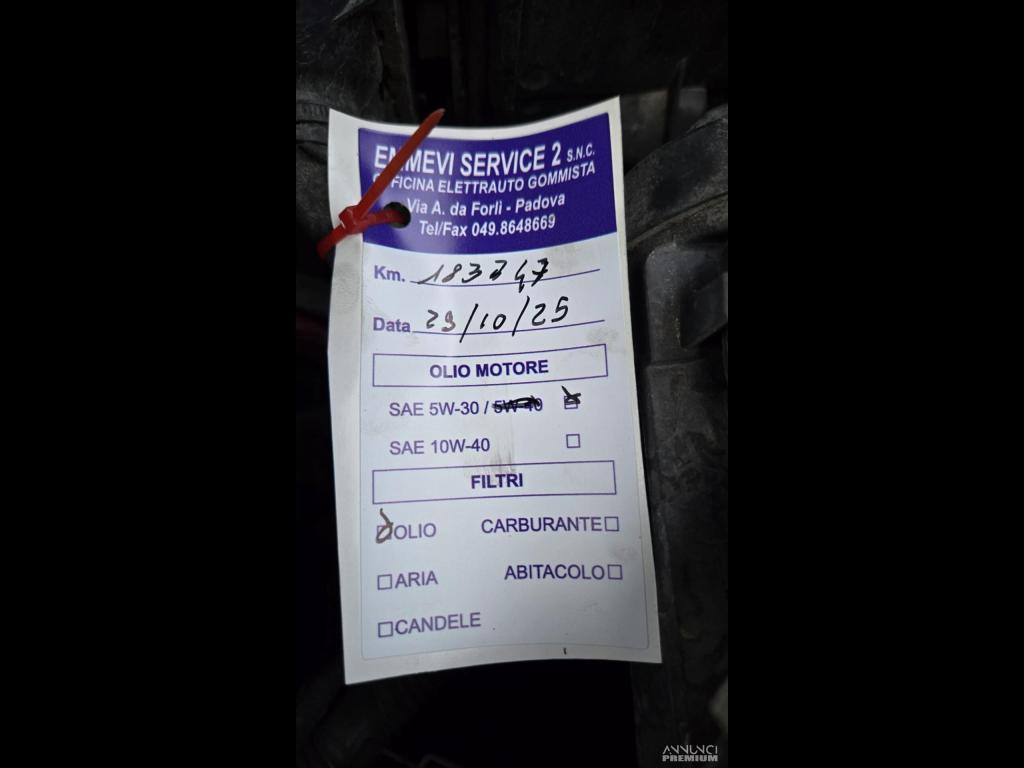 EMMEVI SERVICE 2 S.N.C.
OFFICINA ELETTRAUTO GOMMISTA
Via A. da Forlì - Padova
Tel/Fax 049.8648669
Km. 183747
Data 29/10/25
OLIO MOTORE
SAE 5W-30 / 5W-40
SAE 10W-40
FILTRI
OLIO CARBURANTE
ARIA ABITACOLO
CANDELE
ANNUNCI
PREMIUM